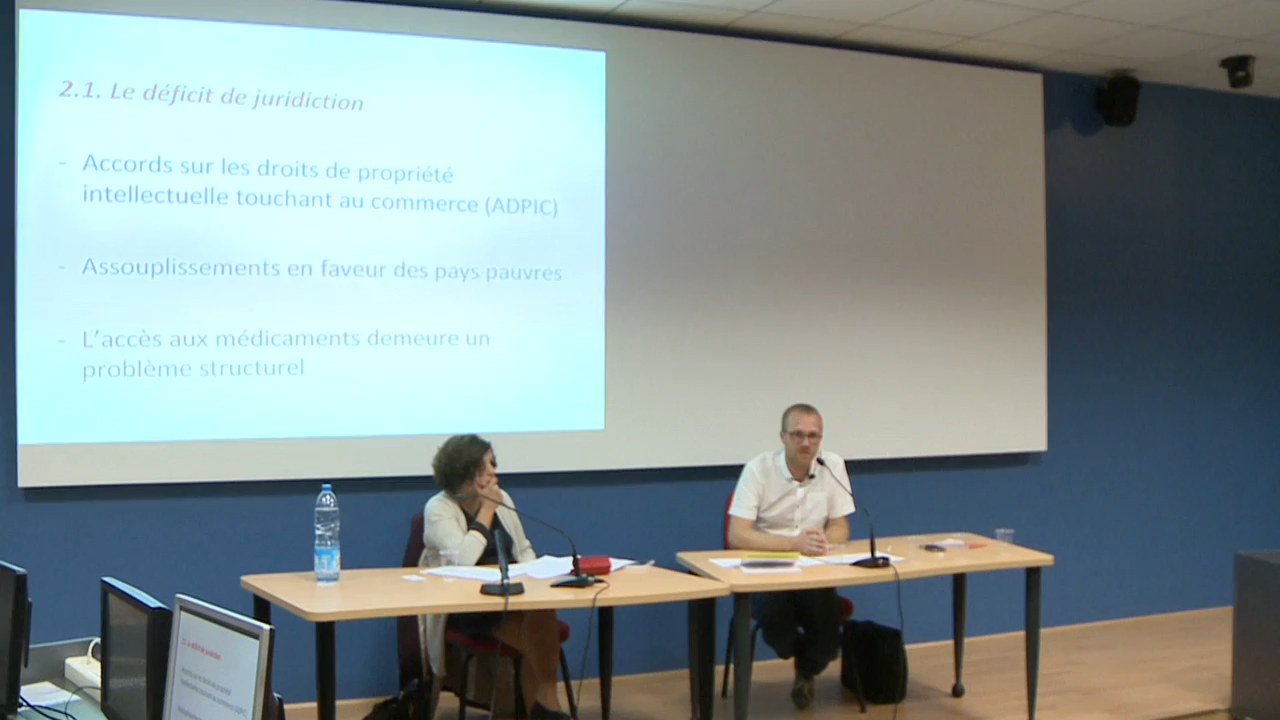 2.1. Le déficit de juridiction
- Accords sur les droits de propriété
intellectuelle touchant au commerce (ADPIC)
- Assouplissements en faveur des pays pauvres
- L'accès aux médicaments demeure un
problème structurel